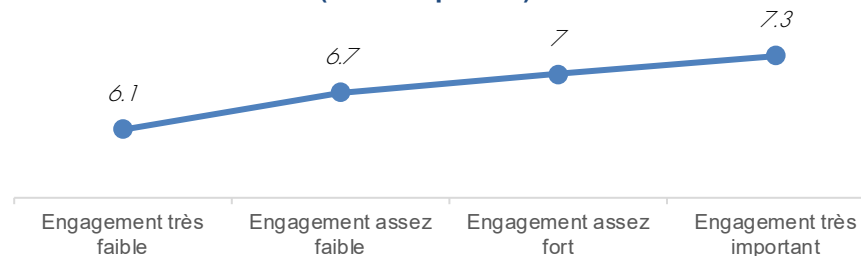 6.1
6.7
7
7.3
Engagement très
faible
Engagement assez
faible
Engagement assez
fort
Engagement très
important